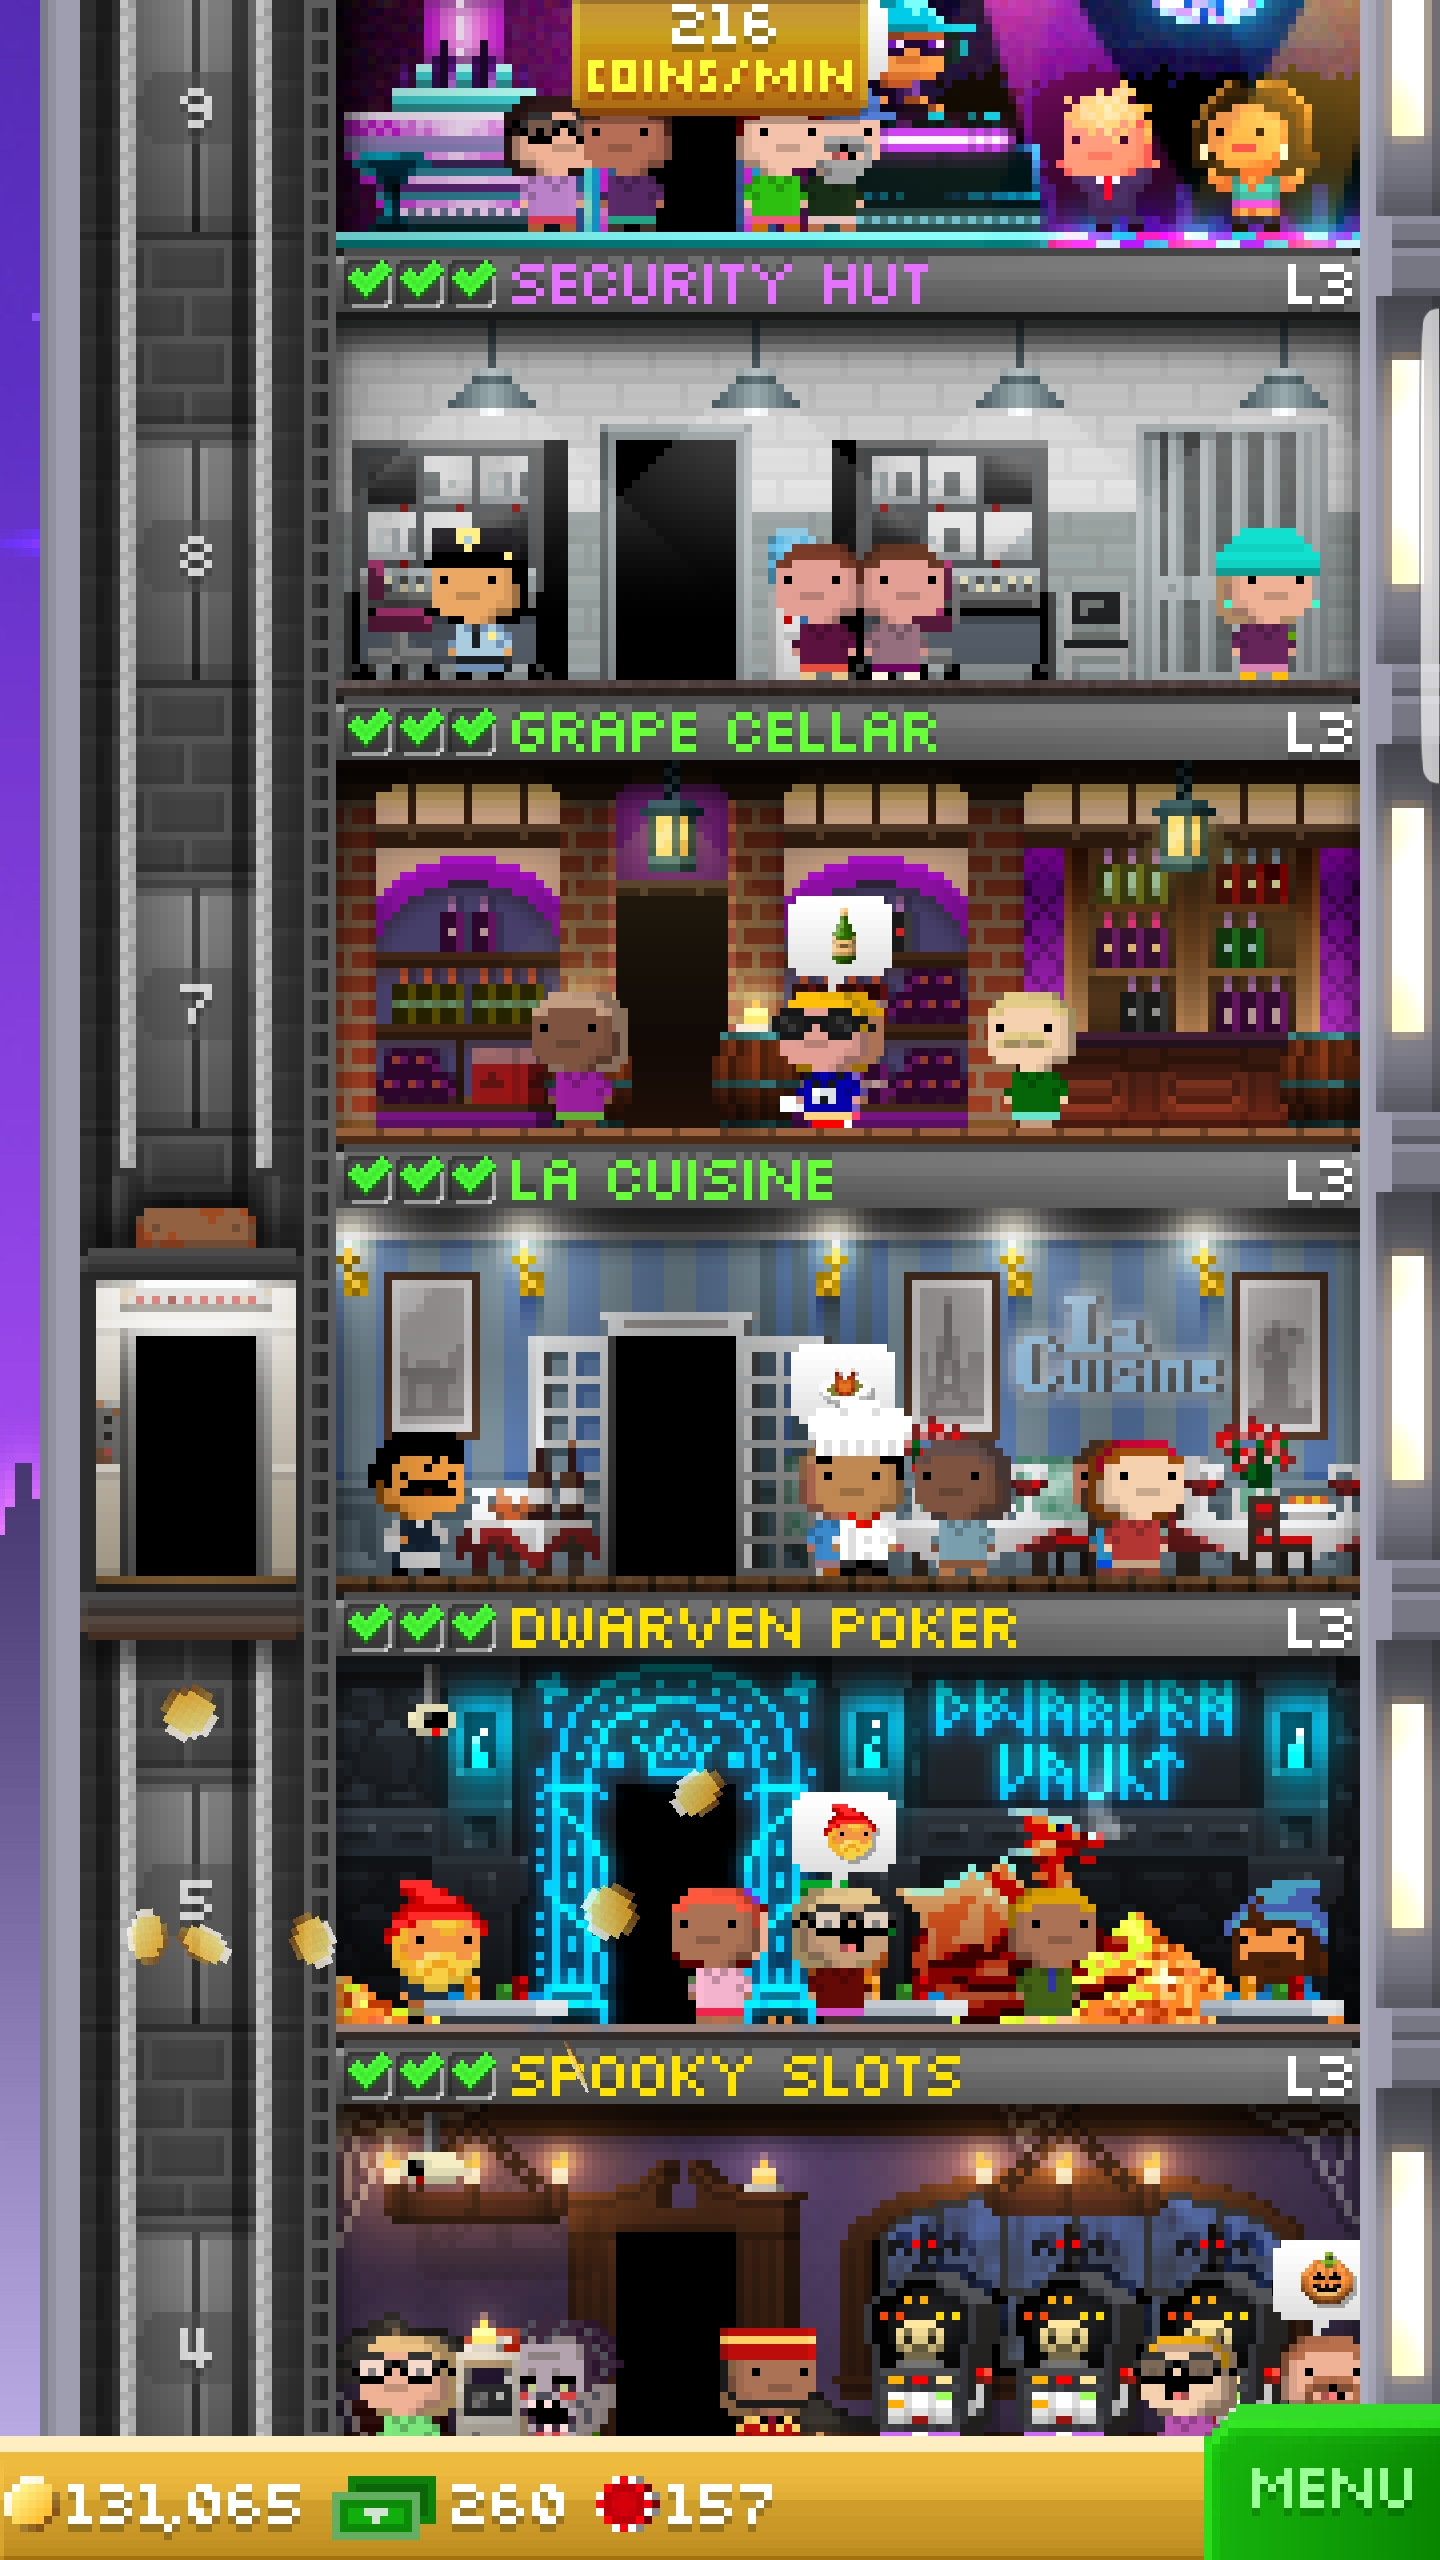 216
COINS/MIN
9
SECURITY HUT L3
8
GRAPE CELLAR L3
7
LA CUISINE L3
La
Cuisine
DWARVEN POKER L3
DWARVEN
VAULT
5
SPOOKY SLOTS L3
4
131,065 260 157
MENU